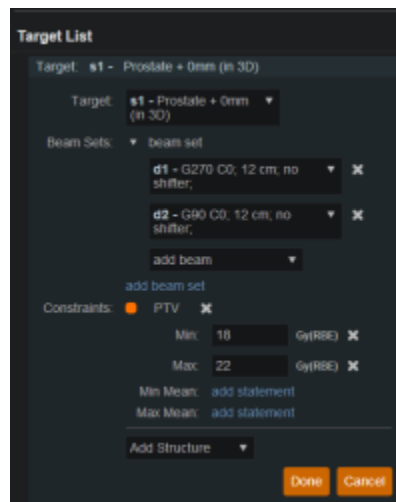 Target List
Target: s1 - Prostate + 0mm (in 3D)
Target: s1 - Prostate + 0mm
(in 3D)
Beam Sets: beam set
d1 - G270 C0; 12 cm; no
shifter;
d2 - G90 C0; 12 cm; no
shifter;
add beam
add beam set
Constraints: PTV
Min: 18 Gy(RBE)
Max: 22 Gy(RBE)
Min Mean: add statement
Max Mean: add statement
Add Structure
Done Cancel